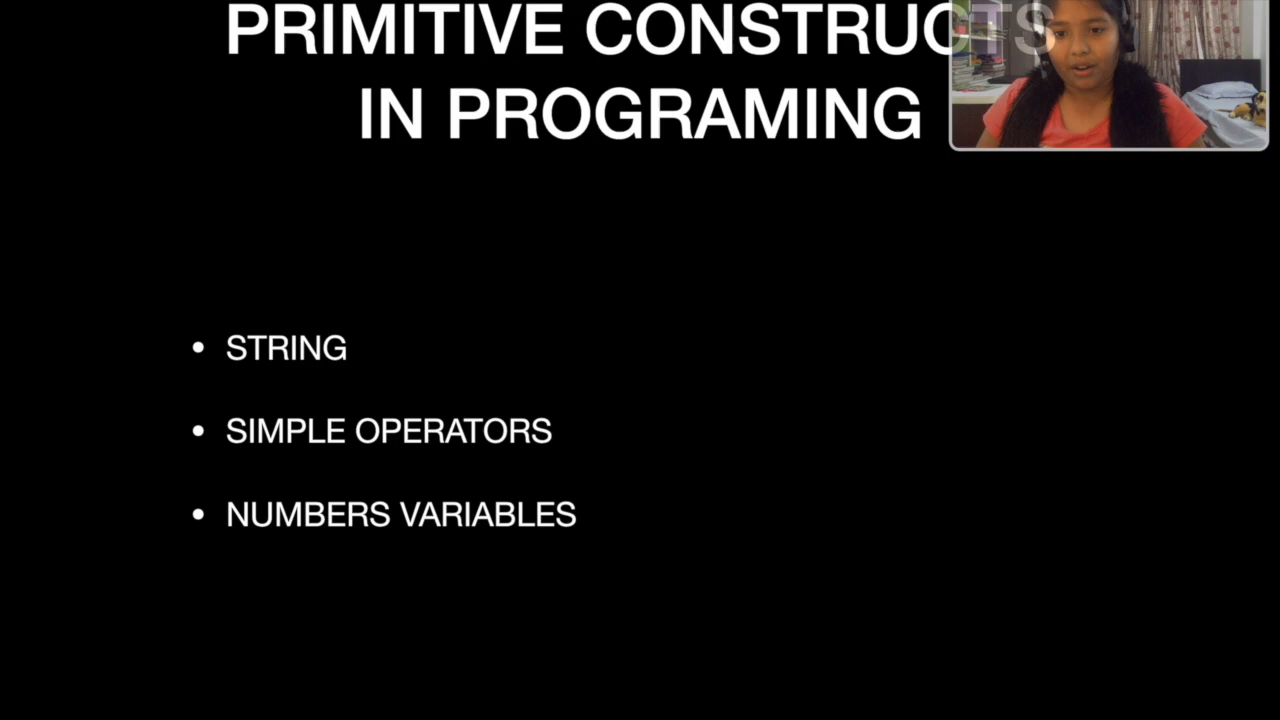 PRIMITIVE CONSTRUCTS
IN PROGRAMING
• STRING
• SIMPLE OPERATORS
• NUMBERS VARIABLES